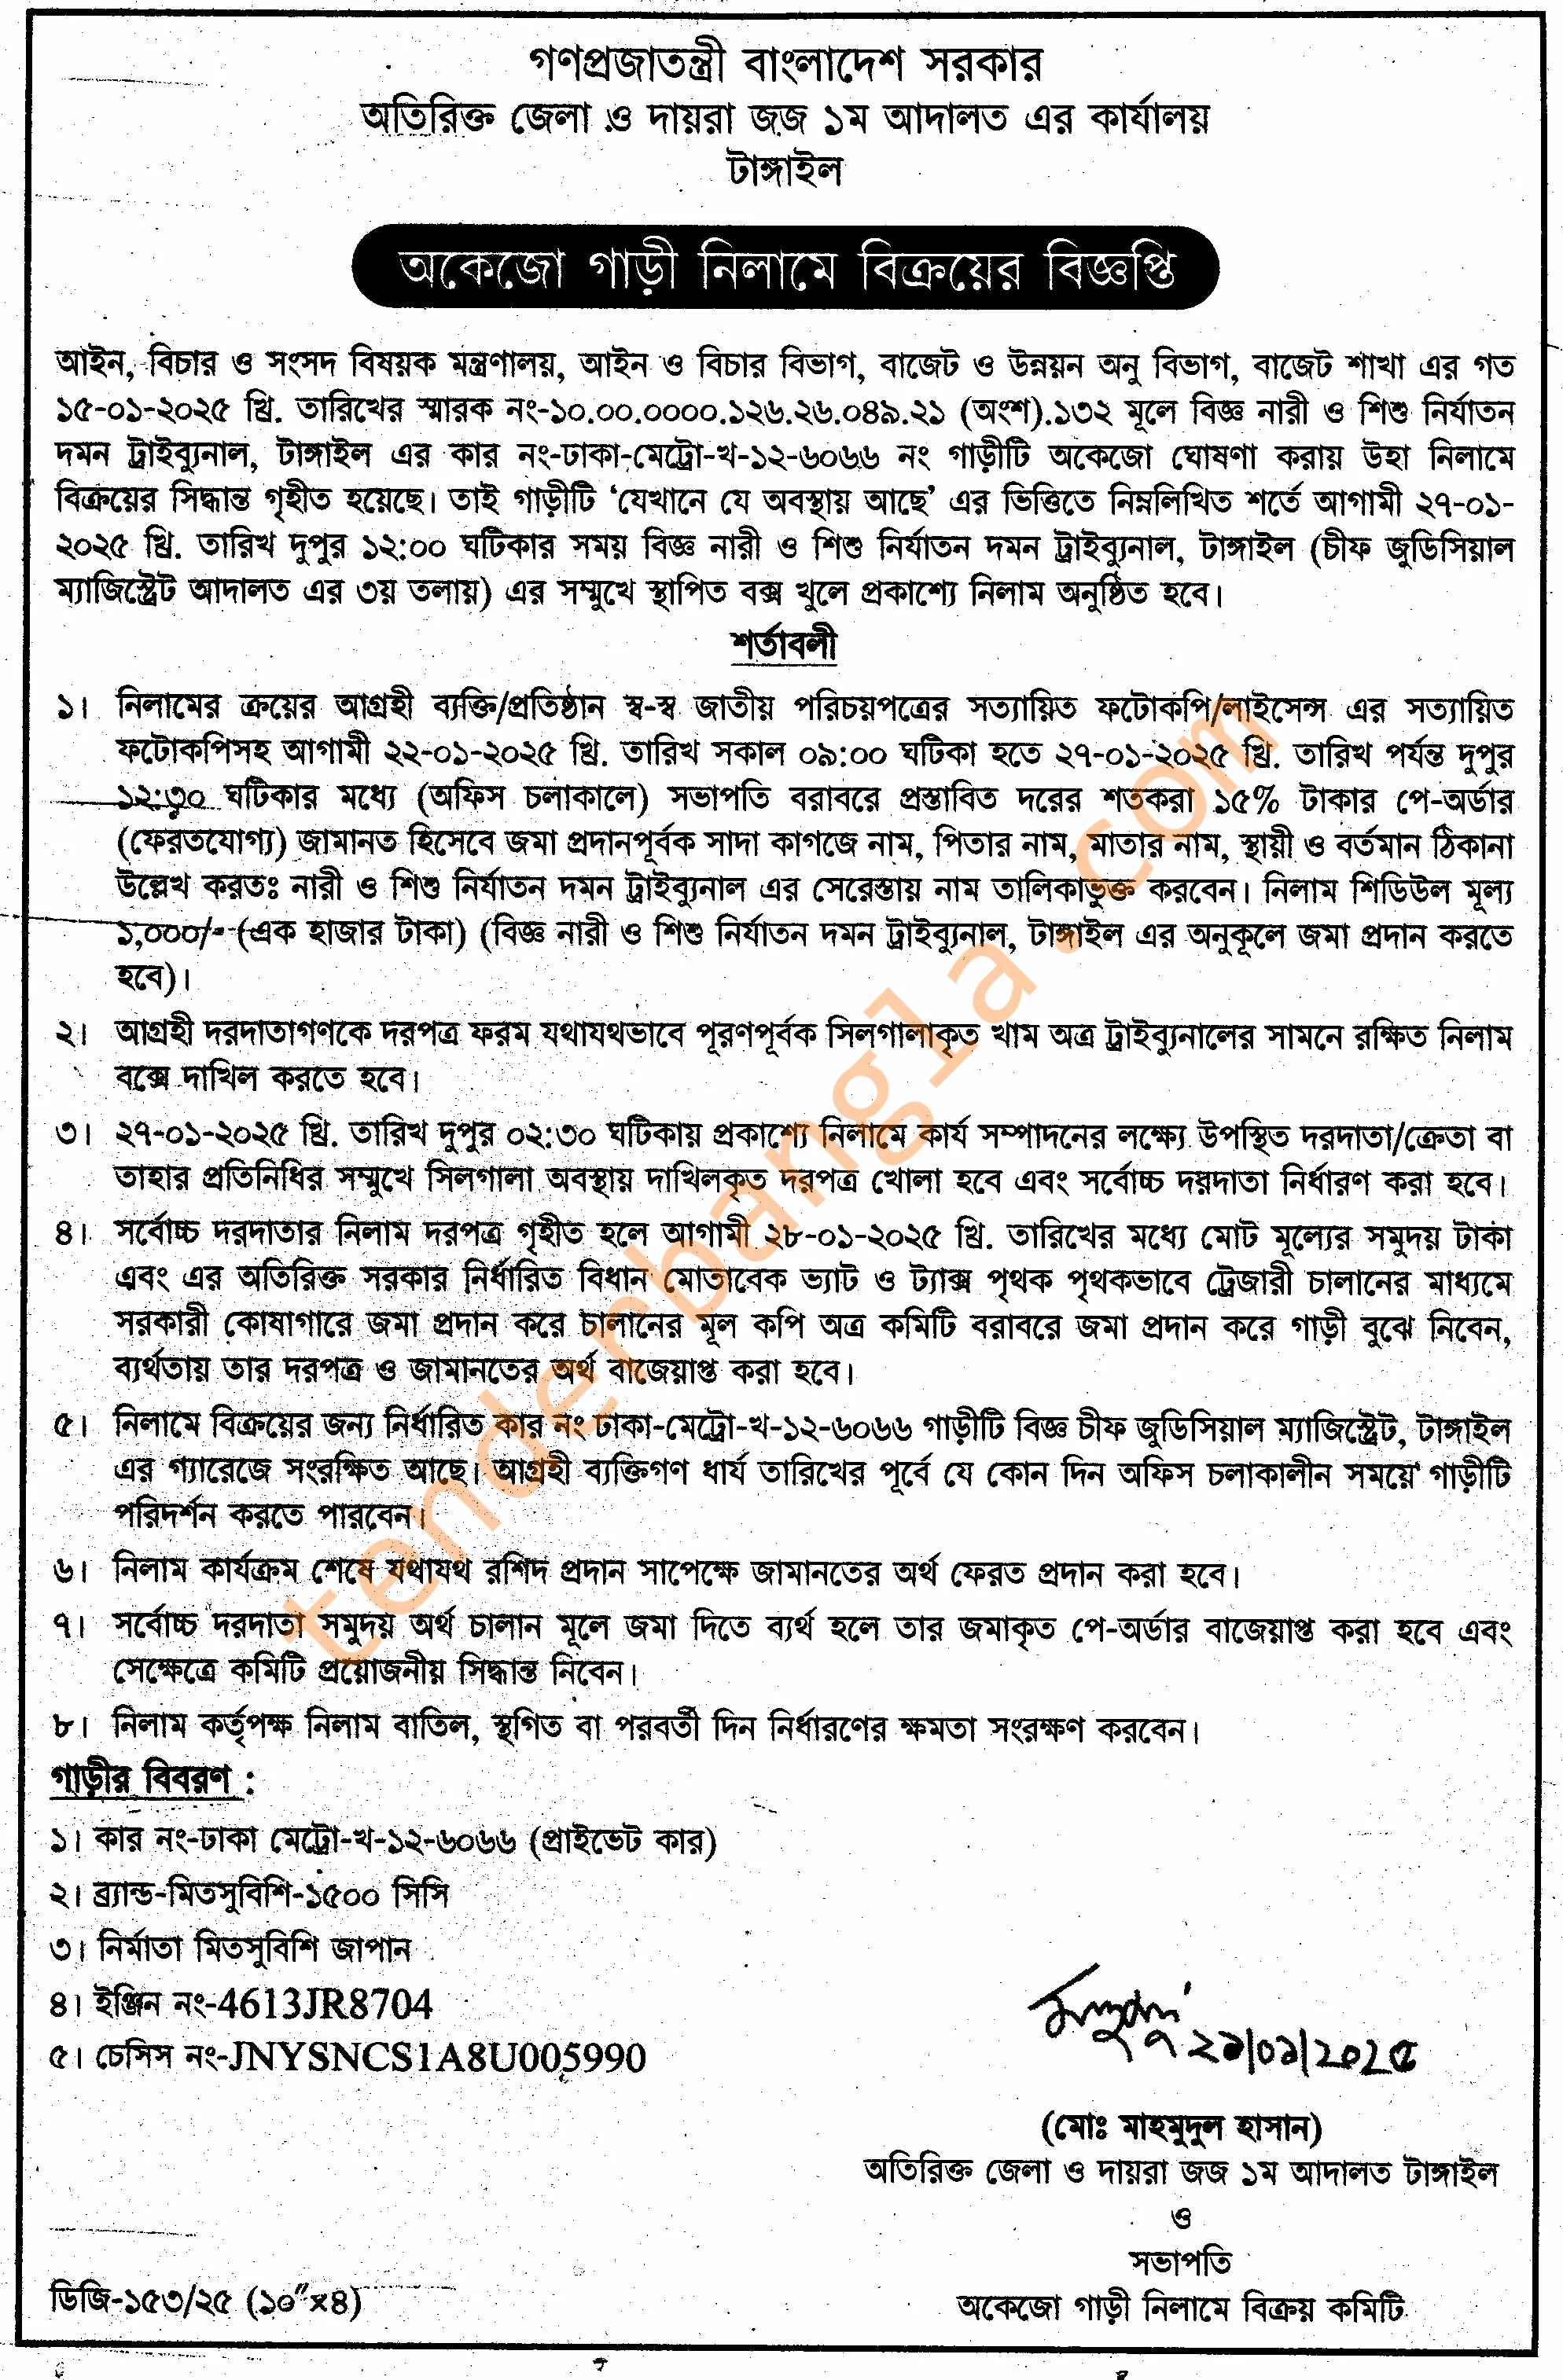 গণপ্রজাতন্ত্রী বাংলাদেশ সরকার
অতিরিক্ত জেলা ও দায়রা জজ ১ম আদালত এর কার্যালয়
টাঙ্গাইল
অকেজো গাড়ী নিলামে বিক্রয়ের বিজ্ঞপ্তি
আইন, বিচার ও সংসদ বিষয়ক মন্ত্রণালয়, আইন ও বিচার বিভাগ, বাজেট ও উন্নয়ন অনু বিভাগ, বাজেট শাখা এর গত
১৫-০১-২০২৫ খ্রি. তারিখের স্মারক নং-১০.০০.০০০০.১২৬.২৬.০৪৯.২১ (অংশ).১৩২ মূলে বিজ্ঞ নারী ও শিশু নির্যাতন
দমন ট্রাইব্যুনাল, টাঙ্গাইল এর কার নং-ঢাকা-মেট্রো-খ-১২-৬০৬৬ নং গাড়ীটি অকেজো ঘোষণা করায় উহা নিলামে
বিক্রয়ের সিদ্ধান্ত গৃহীত হয়েছে। তাই গাড়ীটি ‘যেখানে যে অবস্থায় আছে’ এর ভিত্তিতে নিম্নলিখিত শর্তে আগামী ২৭-০১-
২০২৫ খ্রি. তারিখ দুপুর ১২:০০ ঘটিকার সময় বিজ্ঞ নারী ও শিশু নির্যাতন দমন ট্রাইব্যুনাল, টাঙ্গাইল (চীফ জুডিসিয়াল
ম্যাজিস্ট্রেট আদালত এর ৩য় তলায়) এর সম্মুখে স্থাপিত বক্স খুলে প্রকাশ্যে নিলাম অনুষ্ঠিত হবে।
শর্তাবলী
১। নিলামের ক্রয়ের আগ্রহী ব্যক্তি/প্রতিষ্ঠান স্ব-স্ব জাতীয় পরিচয়পত্রের সত্যায়িত ফটোকপি/লাইসেন্স এর সত্যায়িত
ফটোকপিসহ আগামী ২২-০১-২০২৫ খ্রি. তারিখ সকাল ০৯:০০ ঘটিকা হতে ২৭-০১-২০২৫ খ্রি. তারিখ পর্যন্ত দুপুর
১২:৩০ ঘটিকার মধ্যে (অফিস চলাকালে) সভাপতি বরাবরে প্রস্তাবিত দরের শতকরা ১৫% টাকার পে-অর্ডার
(ফেরতযোগ্য) জামানত হিসেবে জমা প্রদানপূর্বক সাদা কাগজে নাম, পিতার নাম, মাতার নাম, স্থায়ী ও বর্তমান ঠিকানা
উল্লেখ করতঃ নারী ও শিশু নির্যাতন দমন ট্রাইব্যুনাল এর সেরেস্তায় নাম তালিকাভুক্ত করবেন। নিলাম শিডিউল মূল্য
১,০০০/- (এক হাজার টাকা) (বিজ্ঞ নারী ও শিশু নির্যাতন দমন ট্রাইব্যুনাল, টাঙ্গাইল এর অনুকূলে জমা প্রদান করতে
হবে)।
২। আগ্রহী দরদাতাগণকে দরপত্র ফরম যথাযথভাবে পূরণপূর্বক সিলগালাকৃত খাম অত্র ট্রাইব্যুনালের সামনে রক্ষিত নিলাম
বক্সে দাখিল করতে হবে।
৩। ২৭-০১-২০২৫ খ্রি. তারিখ দুপুর ০২:৩০ ঘটিকায় প্রকাশ্যে নিলামে কার্য সম্পাদনের লক্ষ্যে উপস্থিত দরদাতা/ক্রেতা বা
তাহার প্রতিনিধির সম্মুখে সিলগালা অবস্থায় দাখিলকৃত দরপত্র খোলা হবে এবং সর্বোচ্চ দরদাতা নির্ধারণ করা হবে।
৪। সর্বোচ্চ দরদাতার নিলাম দরপত্র গৃহীত হলে আগামী ২৮-০১-২০২৫ খ্রি. তারিখের মধ্যে মোট মূল্যের সমুদয় টাকা
এবং এর অতিরিক্ত সরকার নির্ধারিত বিধান মোতাবেক ভ্যাট ও ট্যাক্স পৃথক পৃথকভাবে ট্রেজারী চালানের মাধ্যমে
সরকারী কোষাগারে জমা প্রদান করে চালানের মূল কপি অত্র কমিটি বরাবরে জমা প্রদান করে গাড়ী বুঝে নিবেন,
ব্যর্থতায় তার দরপত্র ও জামানতের অর্থ বাজেয়াপ্ত করা হবে।
৫। নিলামে বিক্রয়ের জন্য নির্ধারিত কার নং ঢাকা-মেট্রো-খ-১২-৬০৬৬ গাড়ীটি বিজ্ঞ চীফ জুডিসিয়াল ম্যাজিস্ট্রেট, টাঙ্গাইল
এর গ্যারেজে সংরক্ষিত আছে। আগ্রহী ব্যক্তিগণ ধার্য তারিখের পূর্বে যে কোন দিন অফিস চলাকালীন সময়ে গাড়ীটি
পরিদর্শন করতে পারবেন।
৬। নিলাম কার্যক্রম শেষে যথাযথ রশিদ প্রদান সাপেক্ষে জামানতের অর্থ ফেরত প্রদান করা হবে।
৭। সর্বোচ্চ দরদাতা সমুদয় অর্থ চালান মূলে জমা দিতে ব্যর্থ হলে তার জমাকৃত পে-অর্ডার বাজেয়াপ্ত করা হবে এবং
সেক্ষেত্রে কমিটি প্রয়োজনীয় সিদ্ধান্ত নিবেন।
৮। নিলাম কর্তৃপক্ষ নিলাম বাতিল, স্থগিত বা পরবর্তী দিন নির্ধারণের ক্ষমতা সংরক্ষণ করবেন।
গাড়ীর বিবরণ :
১। কার নং-ঢাকা মেট্রো-খ-১২-৬০৬৬ (প্রাইভেট কার)
২। ব্র্যান্ড-মিতসুবিশি-১৫০০ সিসি
৩। নির্মাতা মিতসুবিশি জাপান
৪। ইঞ্জিন নং-4613JR8704
৫। চেসিস নং-JNYSNCS1A8U005990
২১/০১/২০২৫
(মোঃ মাহমুদুল হাসান)
অতিরিক্ত জেলা ও দায়রা জজ ১ম আদালত টাঙ্গাইল
ও
সভাপতি
অকেজো গাড়ী নিলামে বিক্রয় কমিটি
ডিজি-১৫৩/২৫ (১০"×৪)
tenderbangla.com